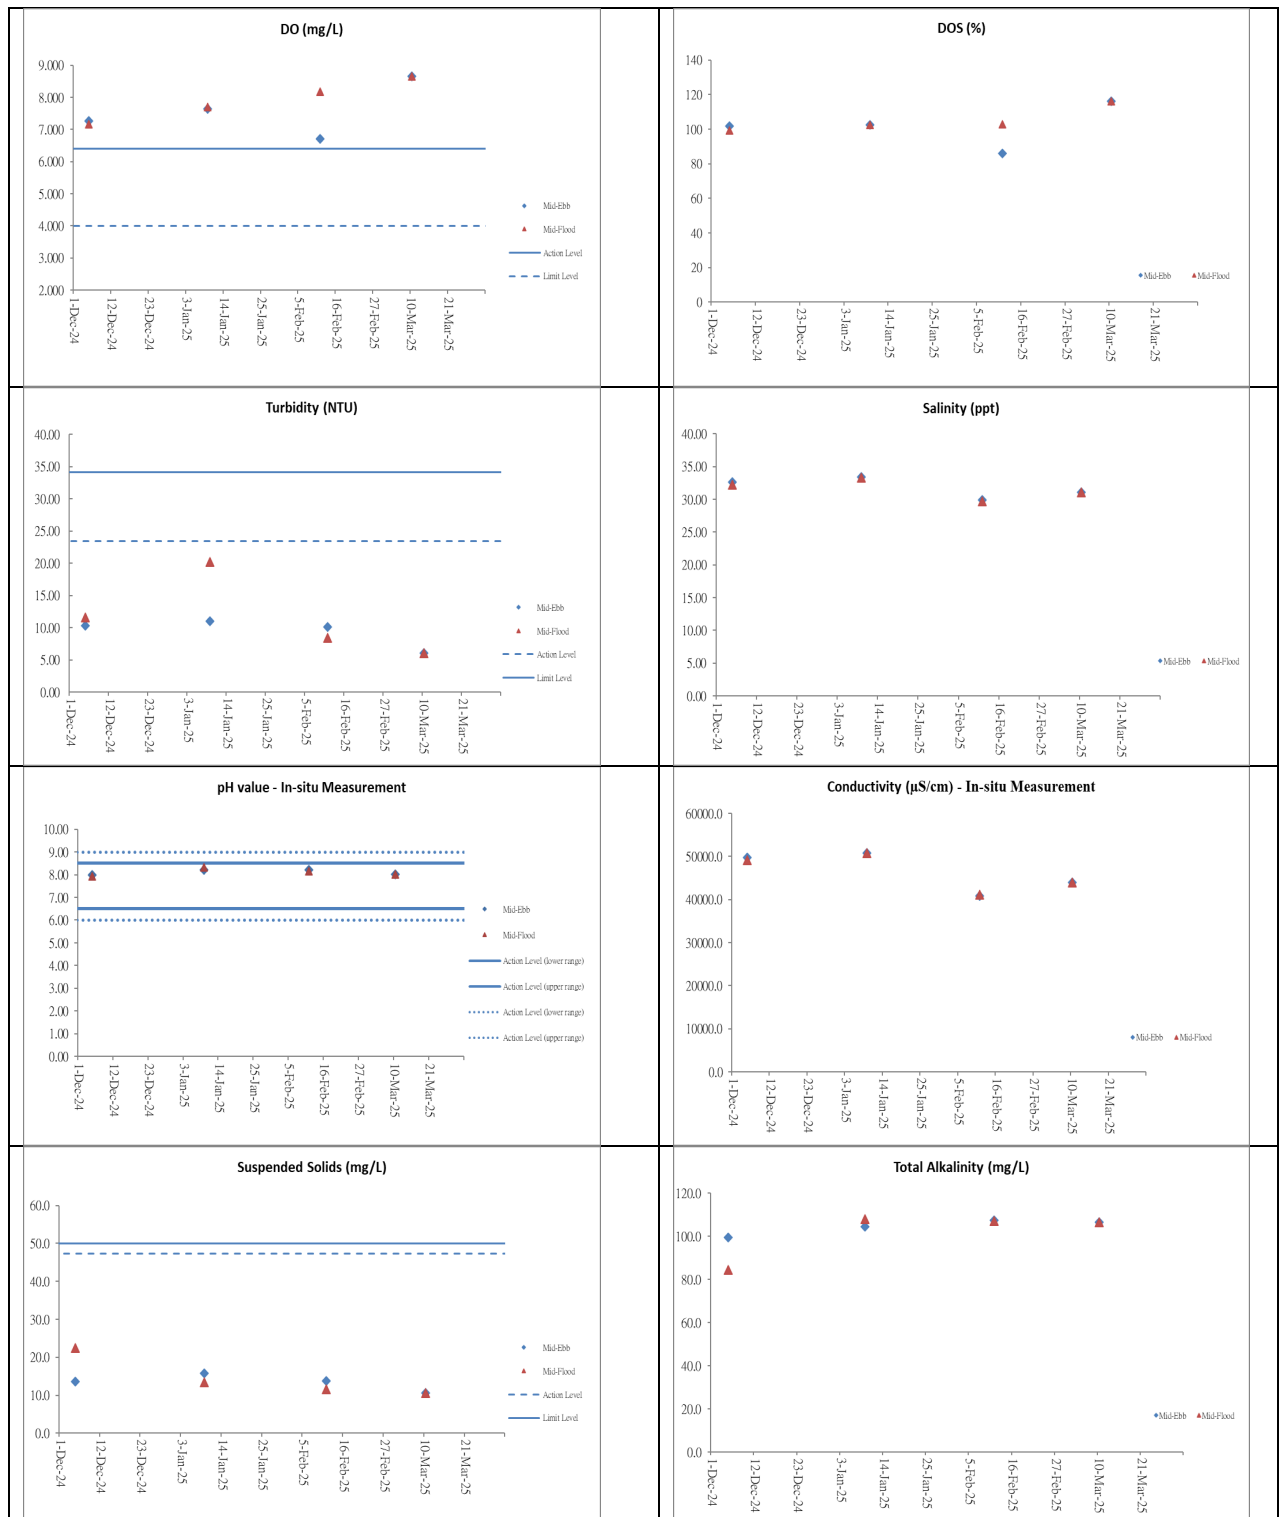 DO (mg/L)
9.000
8.000
7.000
6.000
5.000
4.000
3.000
2.000
1-Dec-24
12-Dec-24
23-Dec-24
3-Jan-25
14-Jan-25
25-Jan-25
5-Feb-25
16-Feb-25
27-Feb-25
10-Mar-25
21-Mar-25
Mid-Ebb
Mid-Flood
Action Level
Limit Level
DOS (%)
140
120
100
80
60
40
20
0
1-Dec-24
12-Dec-24
23-Dec-24
3-Jan-25
14-Jan-25
25-Jan-25
5-Feb-25
16-Feb-25
27-Feb-25
10-Mar-25
21-Mar-25
Mid-Ebb
Mid-Flood
Turbidity (NTU)
40.00
35.00
30.00
25.00
20.00
15.00
10.00
5.00
0.00
1-Dec-24
12-Dec-24
23-Dec-24
3-Jan-25
14-Jan-25
25-Jan-25
5-Feb-25
16-Feb-25
27-Feb-25
10-Mar-25
21-Mar-25
Mid-Ebb
Mid-Flood
Action Level
Limit Level
Salinity (ppt)
40.00
35.00
30.00
25.00
20.00
15.00
10.00
5.00
0.00
1-Dec-24
12-Dec-24
23-Dec-24
3-Jan-25
14-Jan-25
25-Jan-25
5-Feb-25
16-Feb-25
27-Feb-25
10-Mar-25
21-Mar-25
Mid-Ebb
Mid-Flood
pH value - In-situ Measurement
10.00
9.00
8.00
7.00
6.00
5.00
4.00
3.00
2.00
1.00
0.00
1-Dec-24
12-Dec-24
23-Dec-24
3-Jan-25
14-Jan-25
25-Jan-25
5-Feb-25
16-Feb-25
27-Feb-25
10-Mar-25
21-Mar-25
Mid-Ebb
Mid-Flood
Action Level (lower range)
Action Level (upper range)
Action Level (lower range)
Action Level (upper range)
Conductivity (µS/cm) - In-situ Measurement
60000.0
50000.0
40000.0
30000.0
20000.0
10000.0
0.0
1-Dec-24
12-Dec-24
23-Dec-24
3-Jan-25
14-Jan-25
25-Jan-25
5-Feb-25
16-Feb-25
27-Feb-25
10-Mar-25
21-Mar-25
Mid-Ebb
Mid-Flood
Suspended Solids (mg/L)
60.0
50.0
40.0
30.0
20.0
10.0
0.0
1-Dec-24
12-Dec-24
23-Dec-24
3-Jan-25
14-Jan-25
25-Jan-25
5-Feb-25
16-Feb-25
27-Feb-25
10-Mar-25
21-Mar-25
Mid-Ebb
Mid-Flood
Action Level
Limit Level
Total Alkalinity (mg/L)
120.0
100.0
80.0
60.0
40.0
20.0
0.0
1-Dec-24
12-Dec-24
23-Dec-24
3-Jan-25
14-Jan-25
25-Jan-25
5-Feb-25
16-Feb-25
27-Feb-25
10-Mar-25
21-Mar-25
Mid-Ebb
Mid-Flood